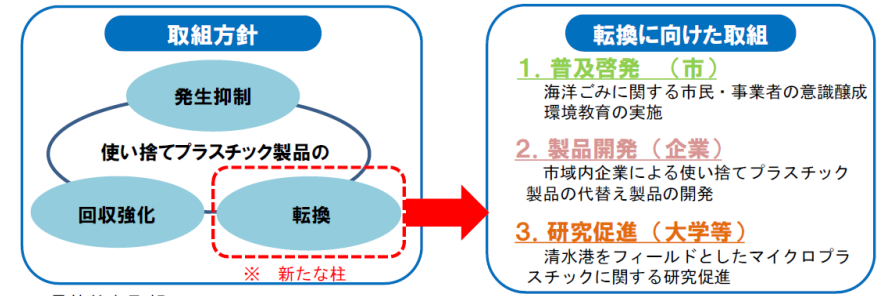 取組方針
発生抑制
使い捨てプラスチック製品の
回収強化
転換
※ 新たな柱
転換に向けた取組
1. 普及啓発 (市)
海洋ごみに関する市民・事業者の意識醸成
環境教育の実施
2. 製品開発 (企業)
市域内企業による使い捨てプラスチック
製品の代替え製品の開発
3. 研究促進 (大学等)
清水港をフィールドとしたマイクロプラ
スチックに関する研究促進